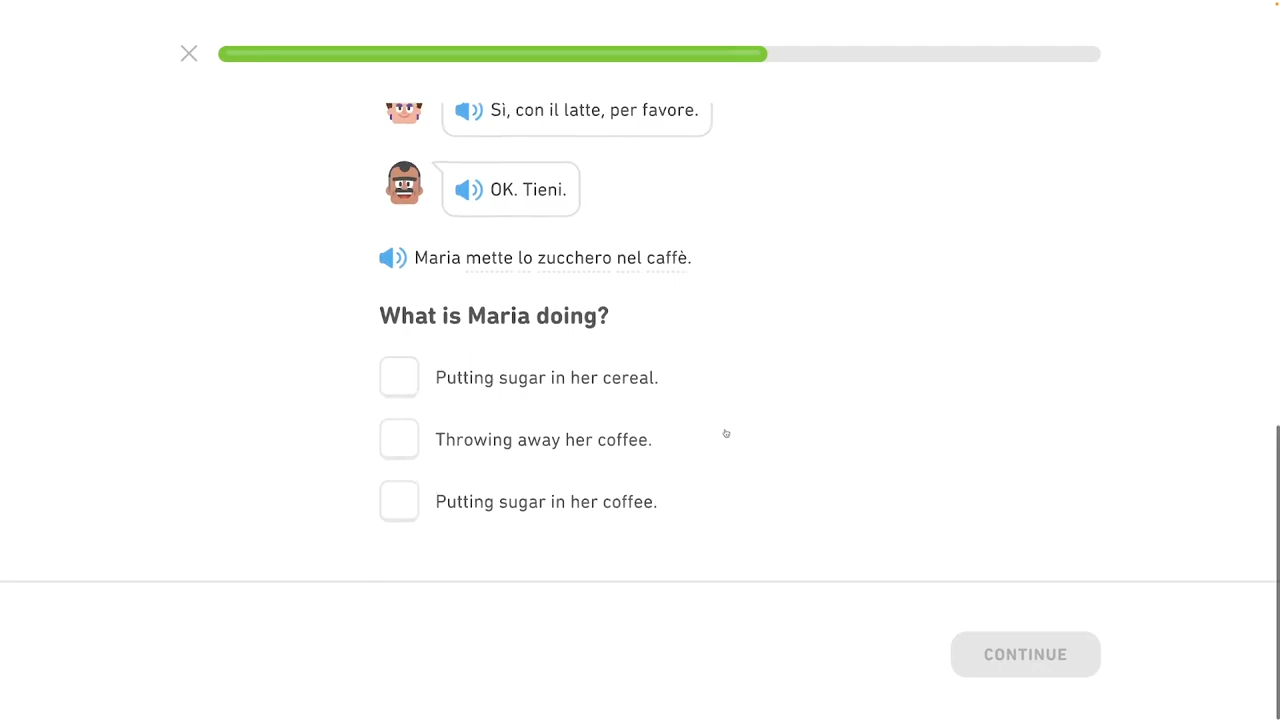 Sì, con il latte, per favore.
OK. Tieni.
Maria mette lo zucchero nel caffè.
What is Maria doing?
Putting sugar in her cereal.
Throwing away her coffee.
Putting sugar in her coffee.
CONTINUE